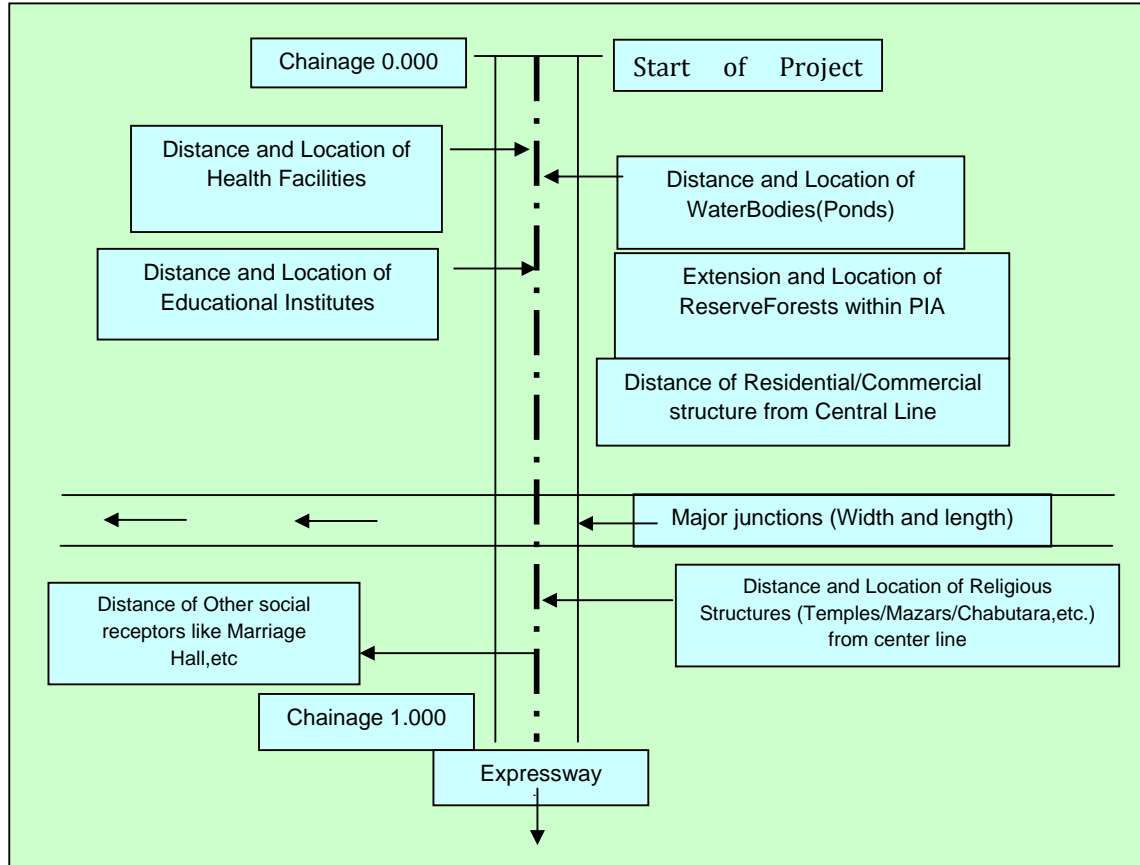 Chainage 0.000
Start of Project
Distance and Location of
Health Facilities
Distance and Location of
WaterBodies(Ponds)
Distance and Location of
Educational Institutes
Extension and Location of
ReserveForests within PIA
Distance of Residential/Commercial
structure from Central Line
Major junctions (Width and length)
Distance and Location of Religious
Structures (Temples/Mazars/Chabutara,etc.)
from center line
Distance of Other social
receptors like Marriage
Hall,etc
Chainage 1.000
Expressway